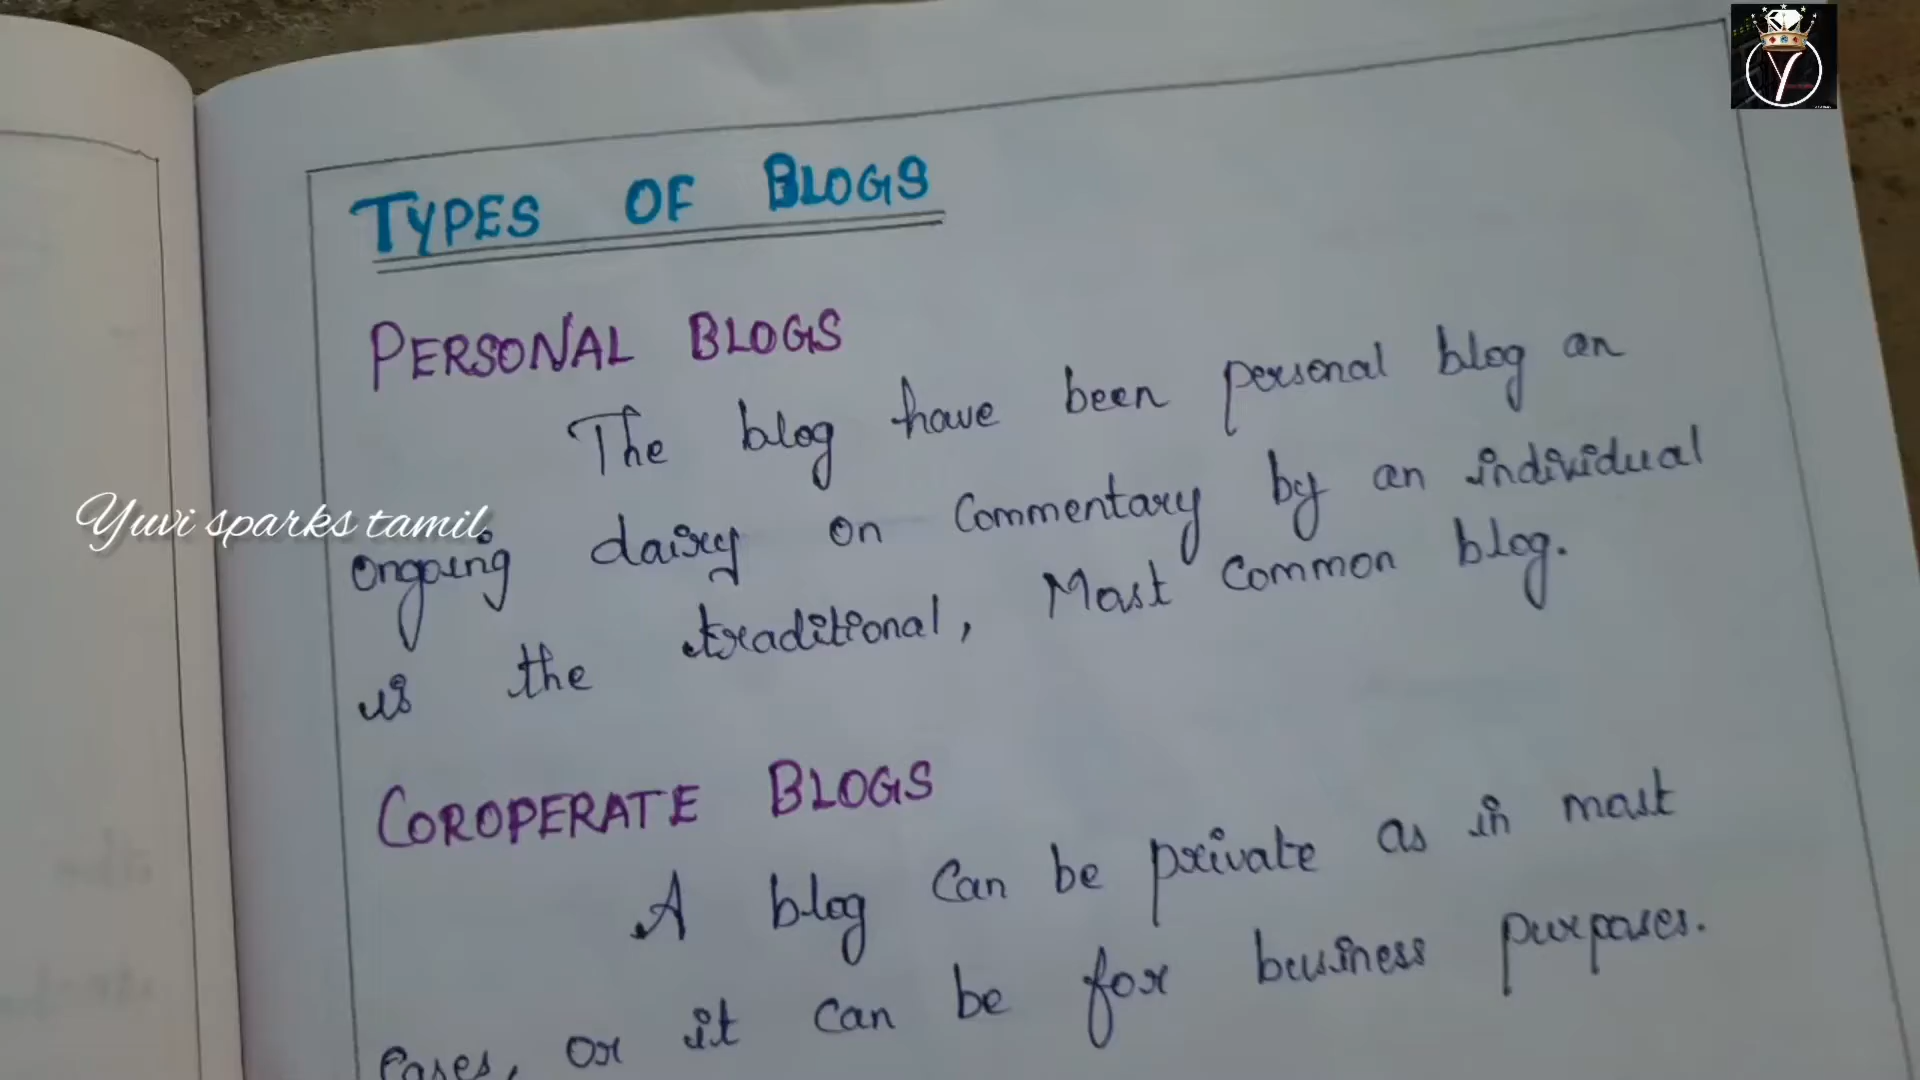 TYPES OF BLOGS
PERSONAL BLOGS
The blog have been personal blog an
ongoing dairy on Commentary by an individual
is the traditional, Most Common blog.
Yuvi sparks tamil
COROPERATE BLOGS
A blog Can be private as in most
Cases, or it can be for business purposes.
Y